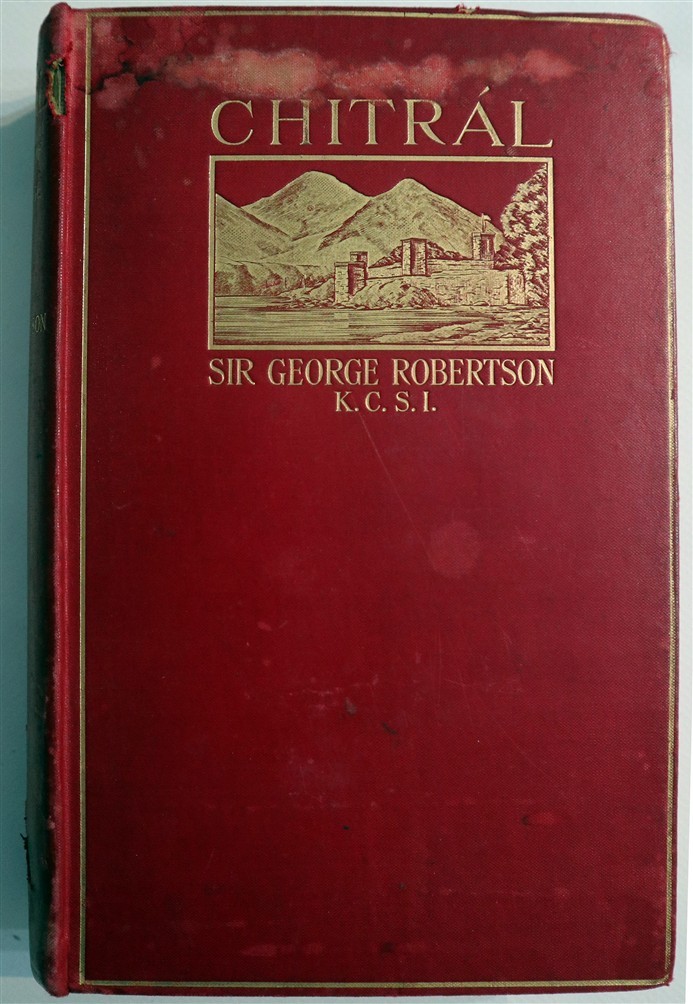 CHITRÁL
SIR GEORGE ROBERTSON
K. C. S. I.